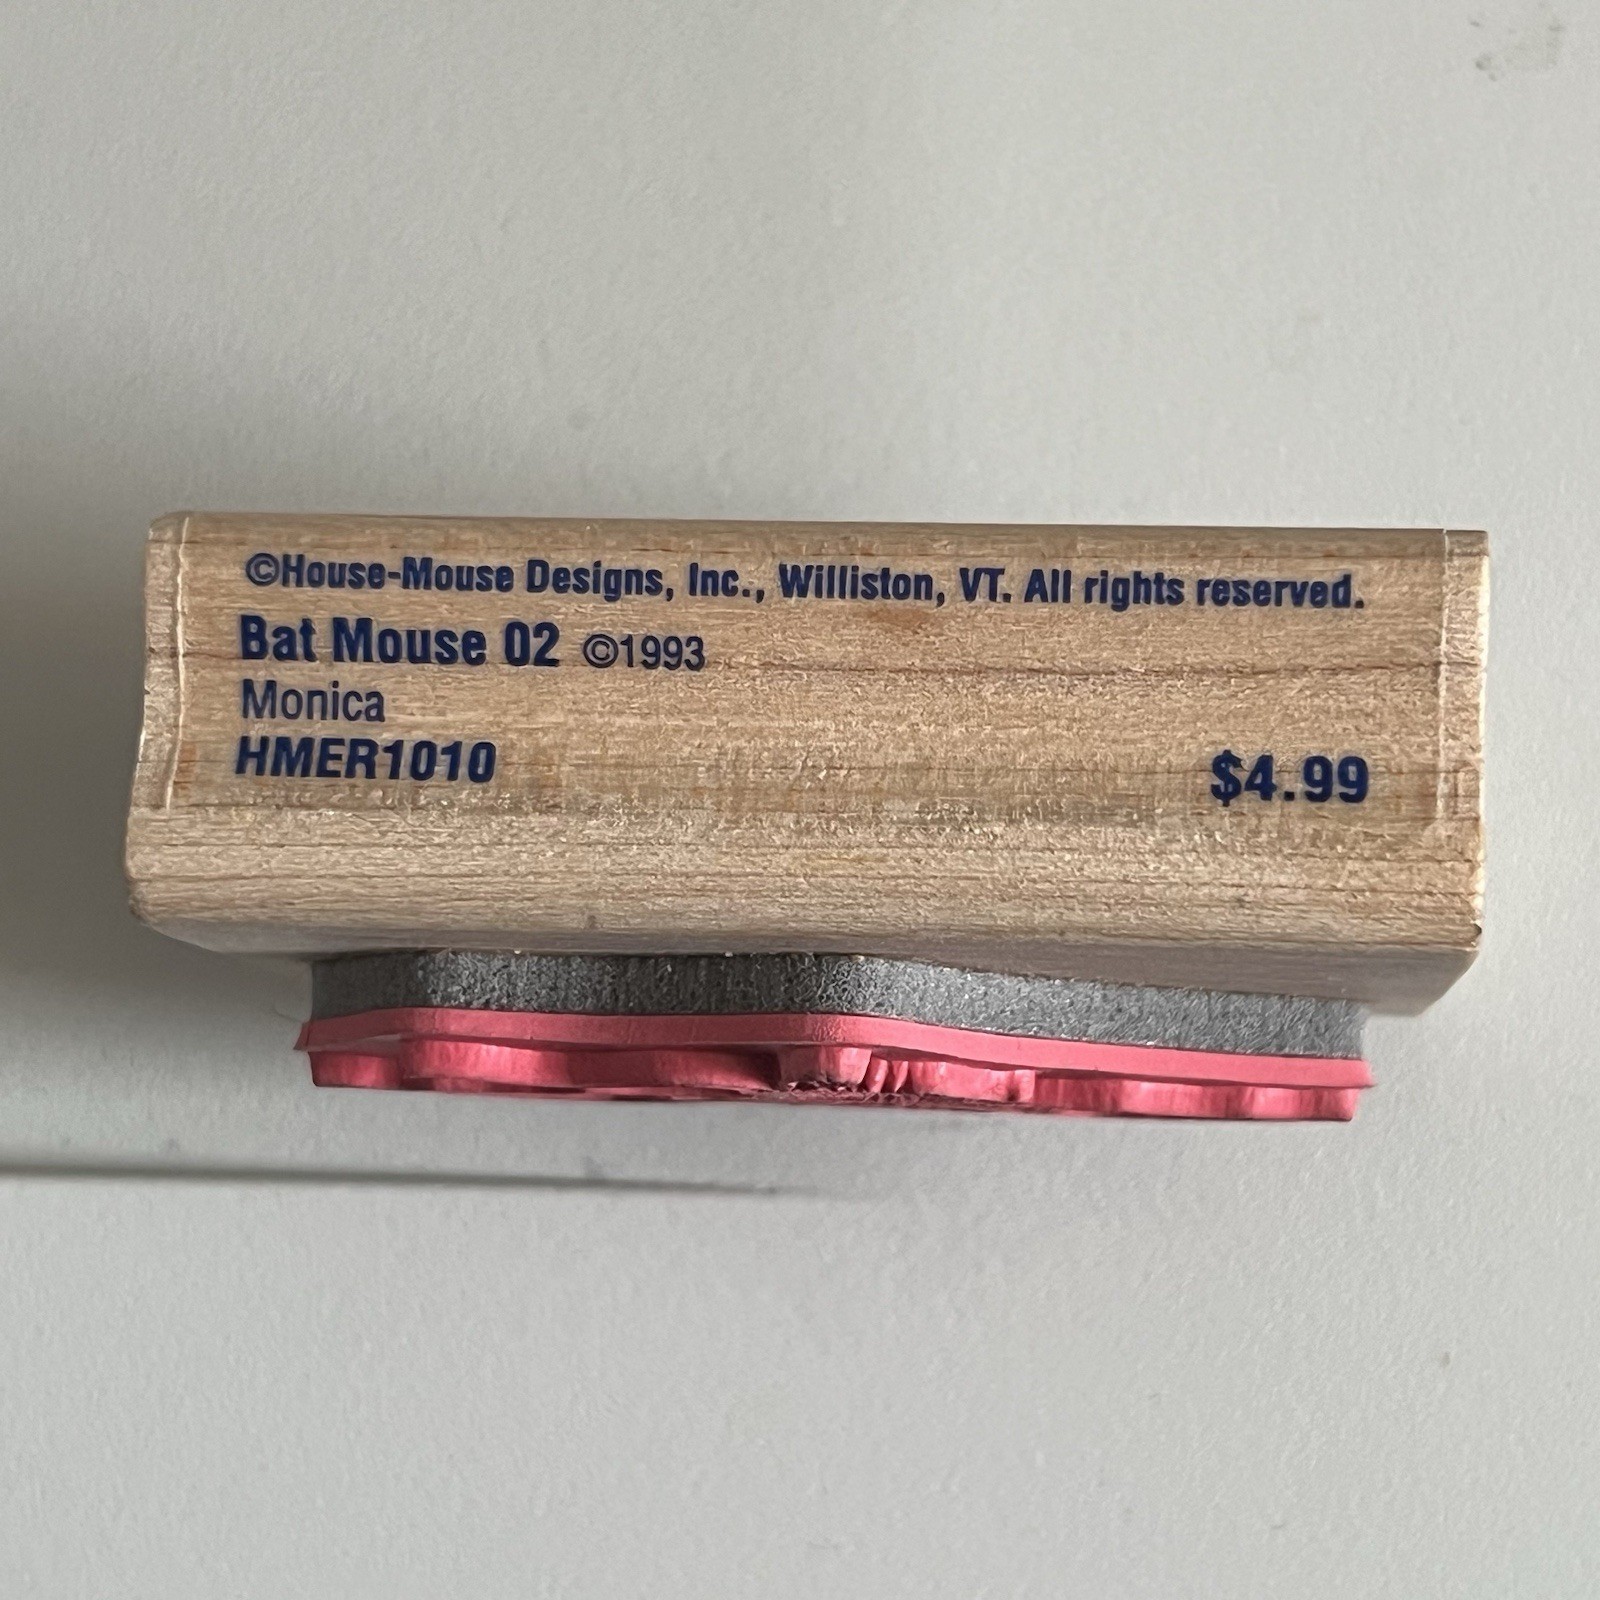 ©House-Mouse Designs, Inc., Williston, VT. All rights reserved.
Bat Mouse 02 ©1993
Monica
HMER1010 $4.99